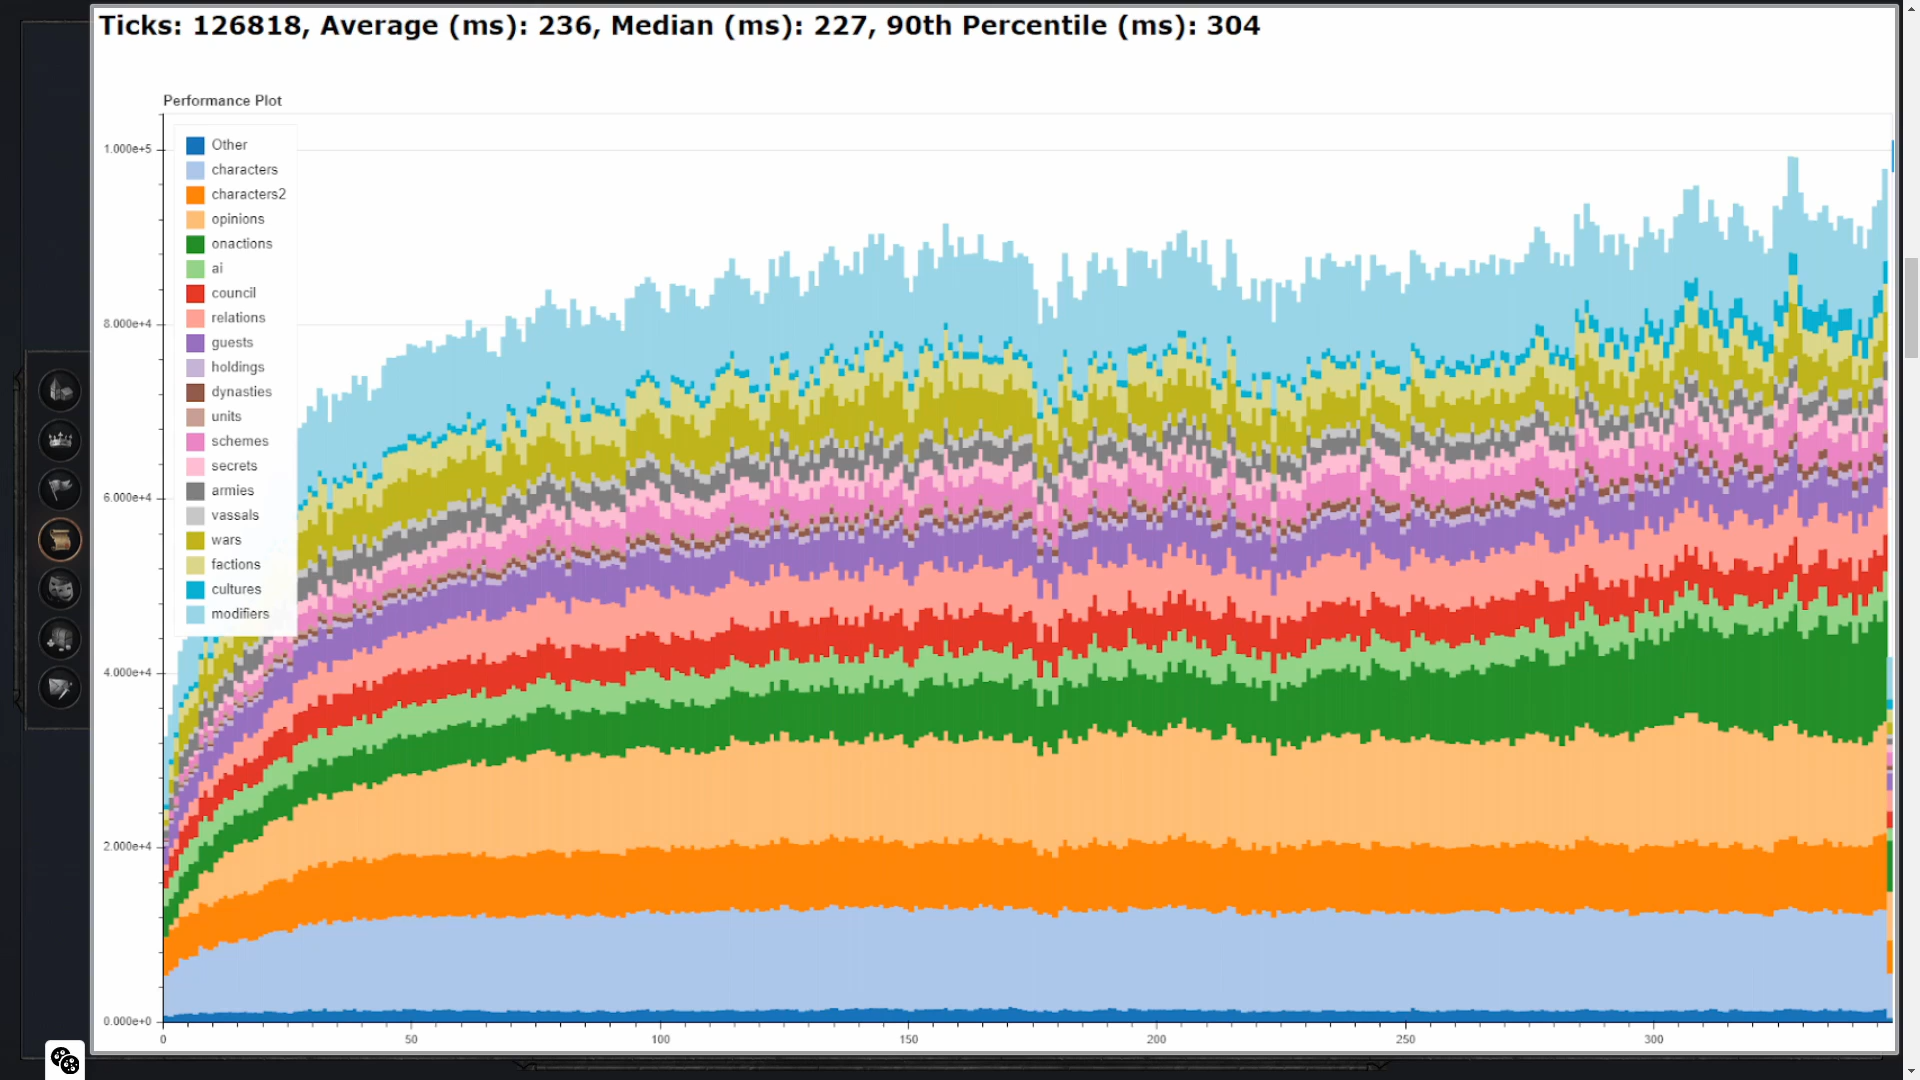 Ticks: 126818, Average (ms): 236, Median (ms): 227, 90th Percentile (ms): 304
Performance Plot
1.000e+5
8.000e+4
6.000e+4
4.000e+4
2.000e+4
0.000e+0
Other
characters
characters2
opinions
onactions
ai
council
relations
guests
holdings
dynasties
units
schemes
secrets
armies
vassals
wars
factions
cultures
modifiers
0 50 100 150 200 250 300